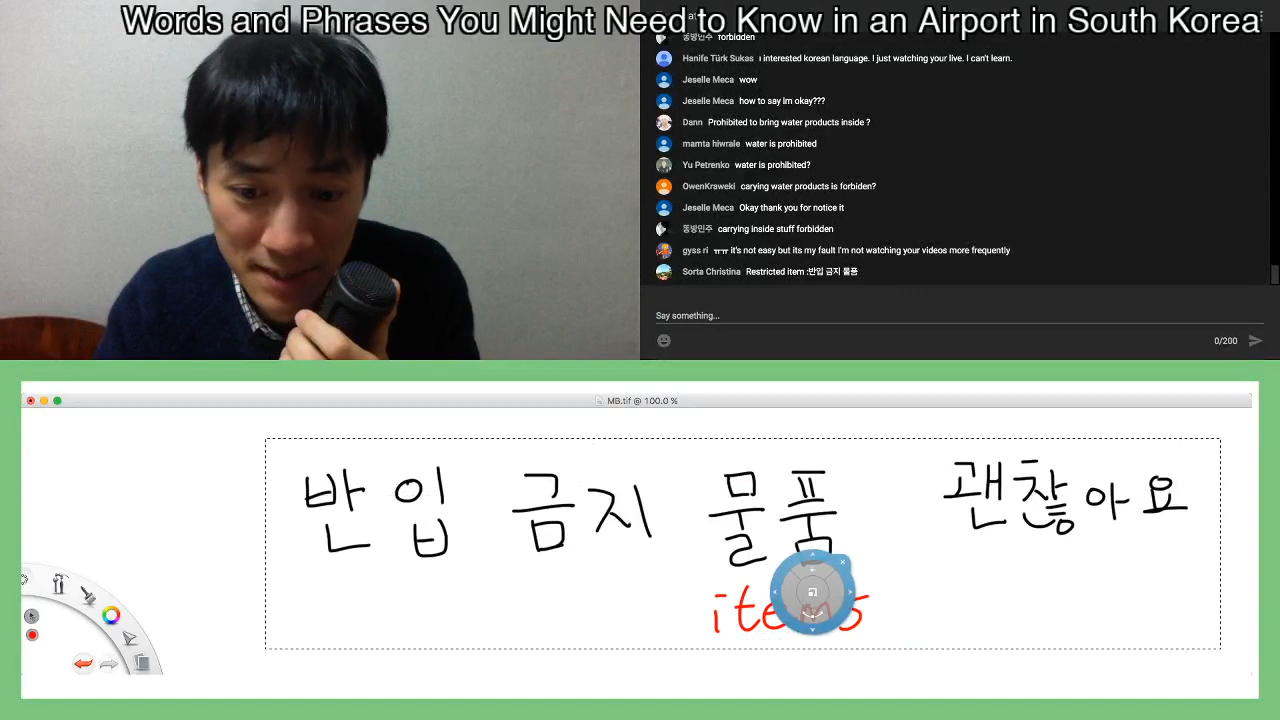 Words and Phrases You Might Need to Know in an Airport in South Korea
똥방민주 forbidden
Hanife Türk Sukas i interested korean language. I just watching your live. I can't learn.
Jeselle Meca wow
Jeselle Meca how to say im okay???
Dann Prohibited to bring water products inside ?
mamta hiwrale water is prohibited
Yu Petrenko water is prohibited?
OwenKraweki carying water products is forbiden?
Jeselle Meca Okay thank you for notice it
똥방민주 carrying inside stuff forbidden
gyss ri ㅠㅠ it's not easy but its my fault I'm not watching your videos more frequently
Sorta Christina Restricted item :반입 금지 물품
Say something...
0/200
MB.tif @ 100.0 %
반입 금지 물품 괜찮아요
items